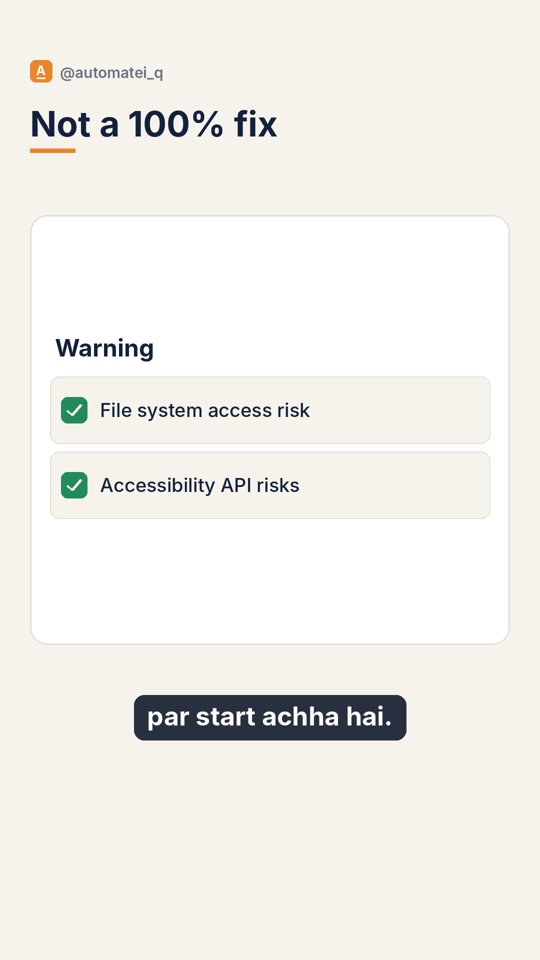 A @automatei_q
Not a 100% fix
Warning
File system access risk
Accessibility API risks
par start achha hai.